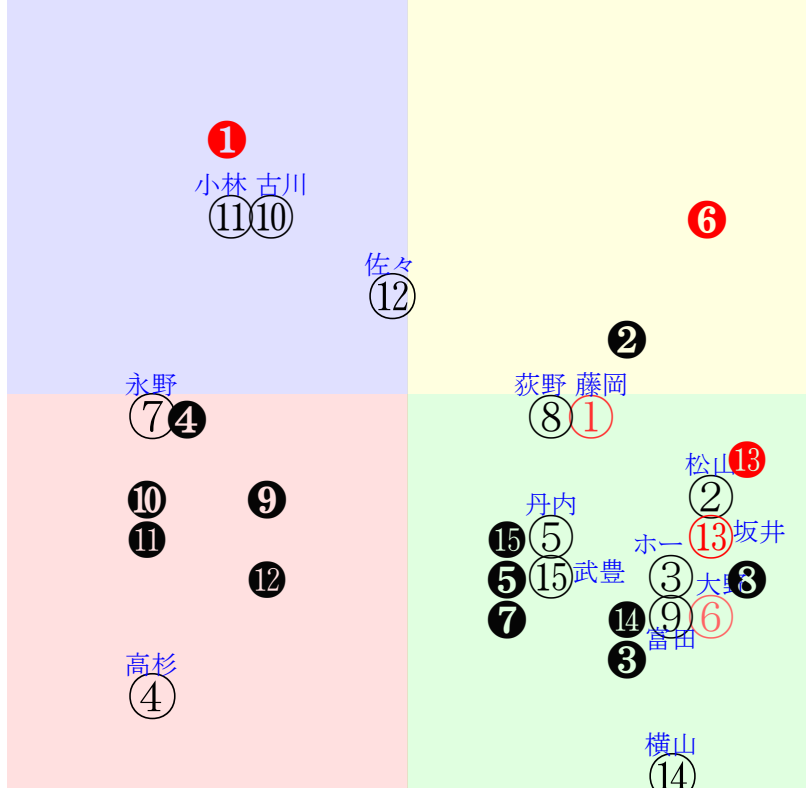 ❶
小林 古川
⑪⑩
❻
佐々
⑫
❷
永野
荻野 藤岡
⑦❹
⑧①
松山⓭
❿ ❾
②
丹内
⓫
⓯⑤
ホー
⑬坂井
⓬
❺⑮武豊
③大野❽
❼
⓮⑨⑥
富田
❸
高杉
④
横山
⑭